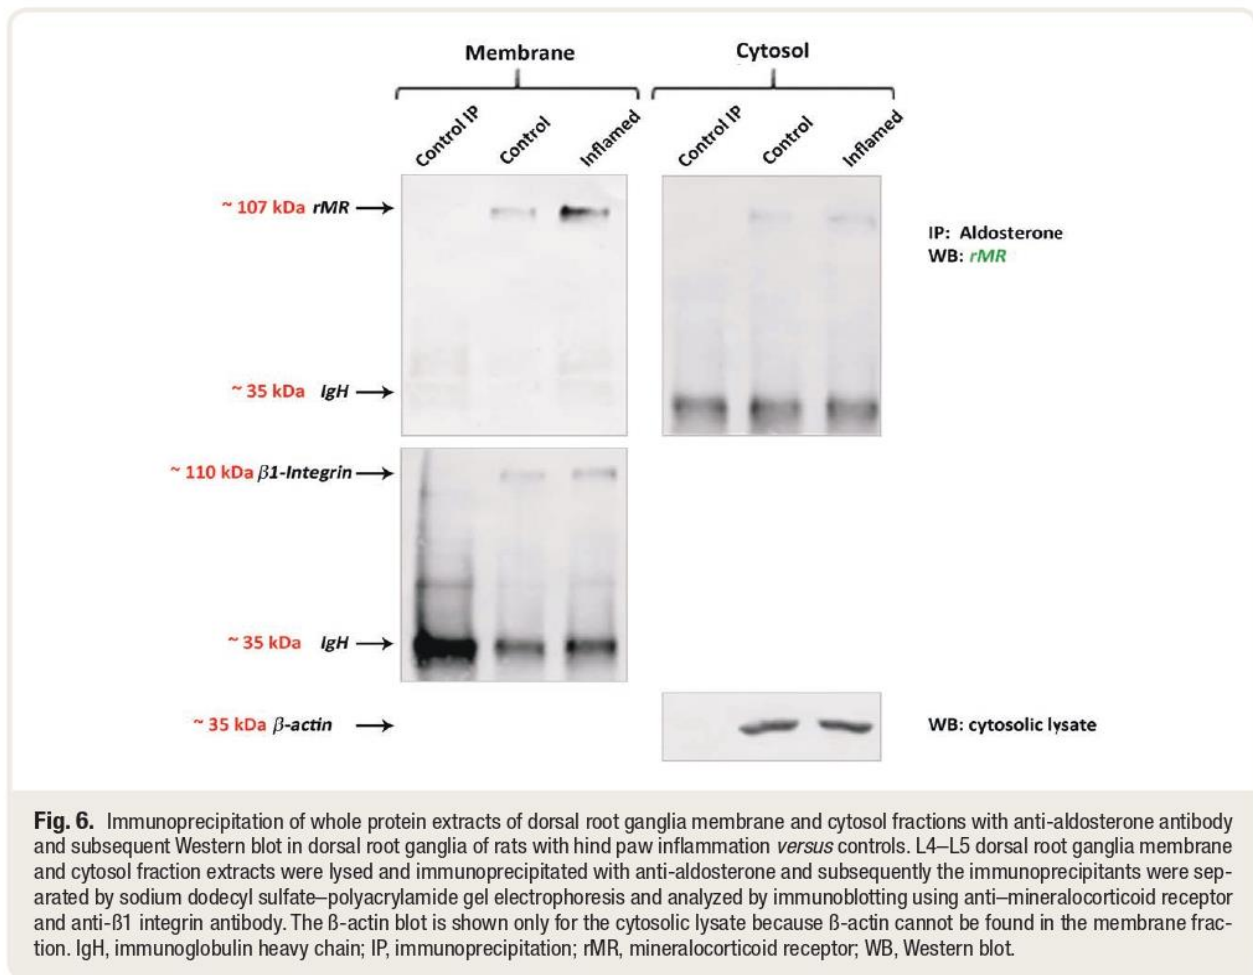 Membrane
Cytosol
Control IP
Control
Inflamed
Control IP
Control
Inflamed
~ 107 kDa rMR
IP: Aldosterone
WB: rMR
~ 35 kDa IgH
~ 110 kDa β1-Integrin
~ 35 kDa IgH
~ 35 kDa β-actin
WB: cytosolic lysate
Fig. 6. Immunoprecipitation of whole protein extracts of dorsal root ganglia membrane and cytosol fractions with anti-aldosterone antibody
and subsequent Western blot in dorsal root ganglia of rats with hind paw inflammation versus controls. L4–L5 dorsal root ganglia membrane
and cytosol fraction extracts were lysed and immunoprecipitated with anti-aldosterone and subsequently the immunoprecipitants were sep-
arated by sodium dodecyl sulfate–polyacrylamide gel electrophoresis and analyzed by immunoblotting using anti–mineralocorticoid receptor
and anti-ß1 integrin antibody. The ß-actin blot is shown only for the cytosolic lysate because ß-actin cannot be found in the membrane frac-
tion. IgH, immunoglobulin heavy chain; IP, immunoprecipitation; rMR, mineralocorticoid receptor; WB, Western blot.